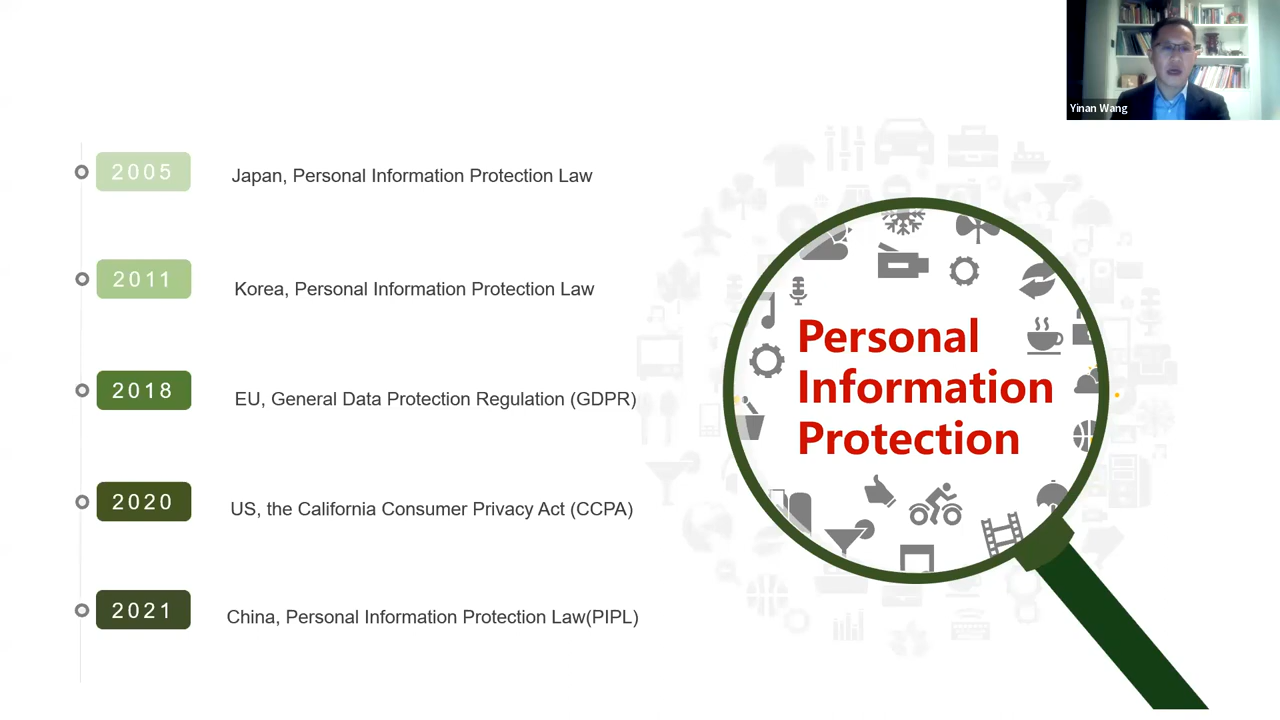 Yinan Wang
2005
Japan, Personal Information Protection Law
2011
Korea, Personal Information Protection Law
2018
EU, General Data Protection Regulation (GDPR)
2020
US, the California Consumer Privacy Act (CCPA)
2021
China, Personal Information Protection Law(PIPL)
Personal
Information
Protection